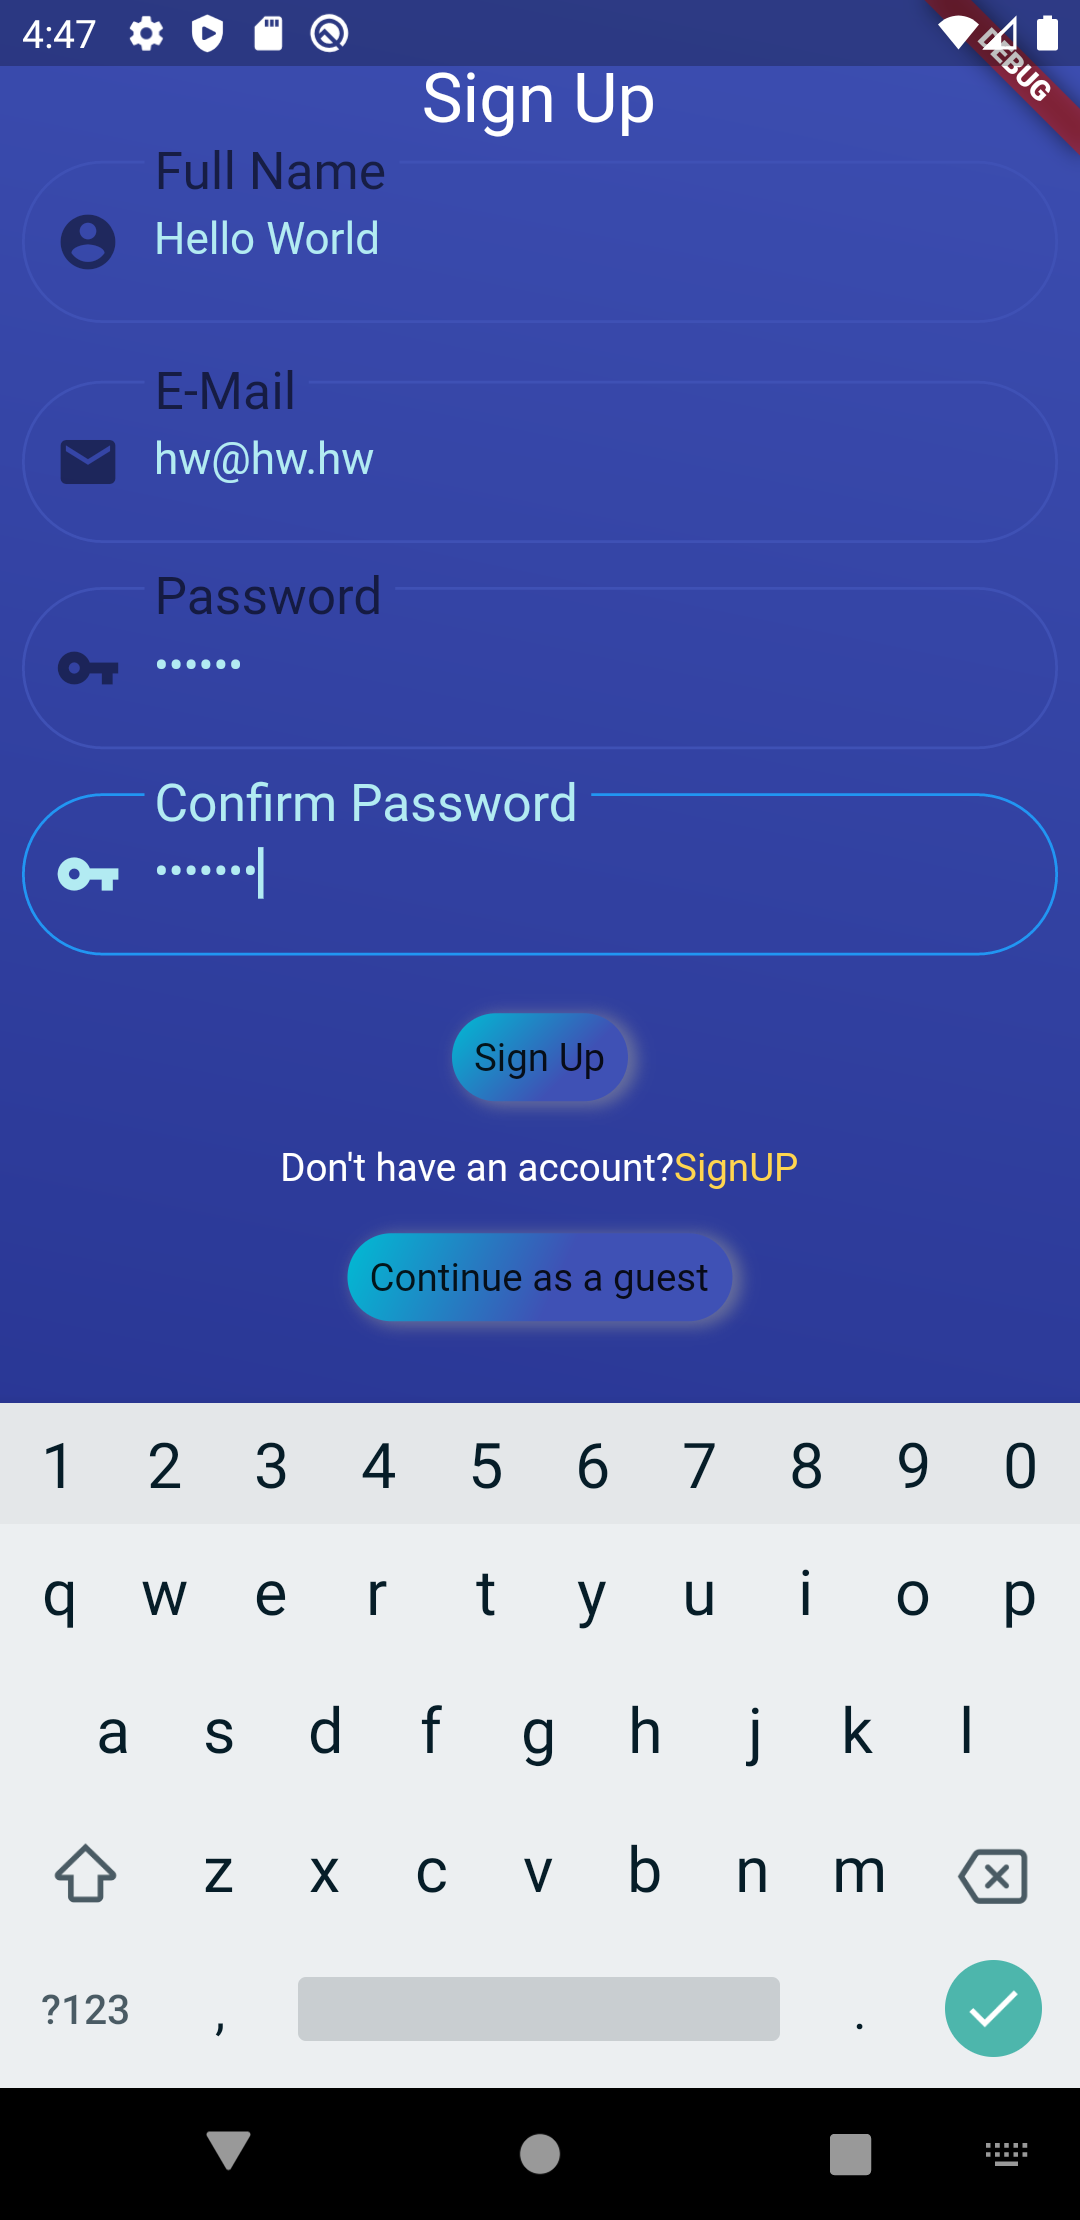 4:47
DEBUG
Sign Up
Full Name
Hello World
E-Mail
hw@hw.hw
Password
••••••
Confirm Password
•••••••
Sign Up
Don't have an account?SignUP
Continue as a guest
1 2 3 4 5 6 7 8 9 0
q w e r t y u i o p
a s d f g h j k l
z x c v b n m
?123 , .